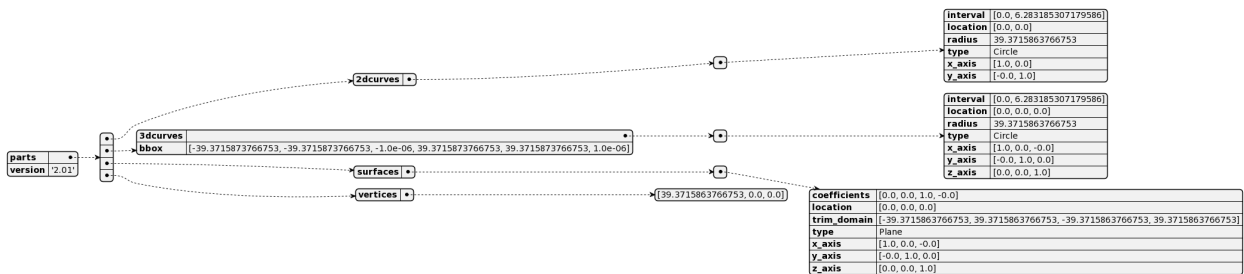 interval [0.0, 6.283185307179586]
location [0.0, 0.0]
radius 39.3715863766753
type Circle
x_axis [1.0, 0.0]
y_axis [-0.0, 1.0]
2dcurves
interval [0.0, 6.283185307179586]
location [0.0, 0.0, 0.0]
radius 39.3715863766753
type Circle
x_axis [1.0, 0.0, -0.0]
y_axis [-0.0, 1.0, 0.0]
z_axis [0.0, 0.0, 1.0]
3dcurves
bbox [-39.3715873766753, -39.3715873766753, -1.0e-06, 39.3715873766753, 39.3715873766753, 1.0e-06]
parts
version '2.01'
surfaces
vertices
[39.3715863766753, 0.0, 0.0]
coefficients [0.0, 0.0, 1.0, -0.0]
location [0.0, 0.0, 0.0]
trim_domain [-39.3715863766753, 39.3715863766753, -39.3715863766753, 39.3715863766753]
type Plane
x_axis [1.0, 0.0, -0.0]
y_axis [-0.0, 1.0, 0.0]
z_axis [0.0, 0.0, 1.0]